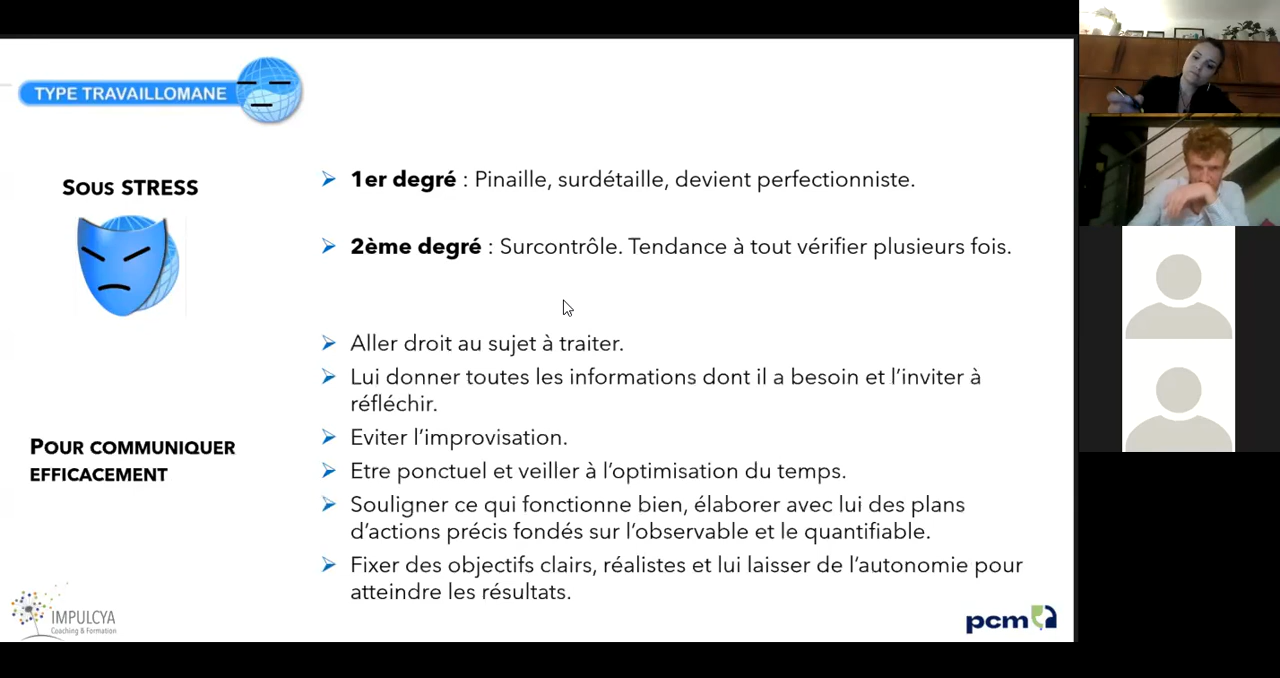 TYPE TRAVAILLOMANE
SOUS STRESS
1er degré : Pinaille, surdétaille, devient perfectionniste.
2ème degré : Surcontrôle. Tendance à tout vérifier plusieurs fois.
POUR COMMUNIQUER
EFFICACEMENT
Aller droit au sujet à traiter.
Lui donner toutes les informations dont il a besoin et l’inviter à
réfléchir.
Eviter l’improvisation.
Etre ponctuel et veiller à l’optimisation du temps.
Souligner ce qui fonctionne bien, élaborer avec lui des plans
d’actions précis fondés sur l’observable et le quantifiable.
Fixer des objectifs clairs, réalistes et lui laisser de l’autonomie pour
atteindre les résultats.
IMPULCYA
Coaching & Formation
pcm